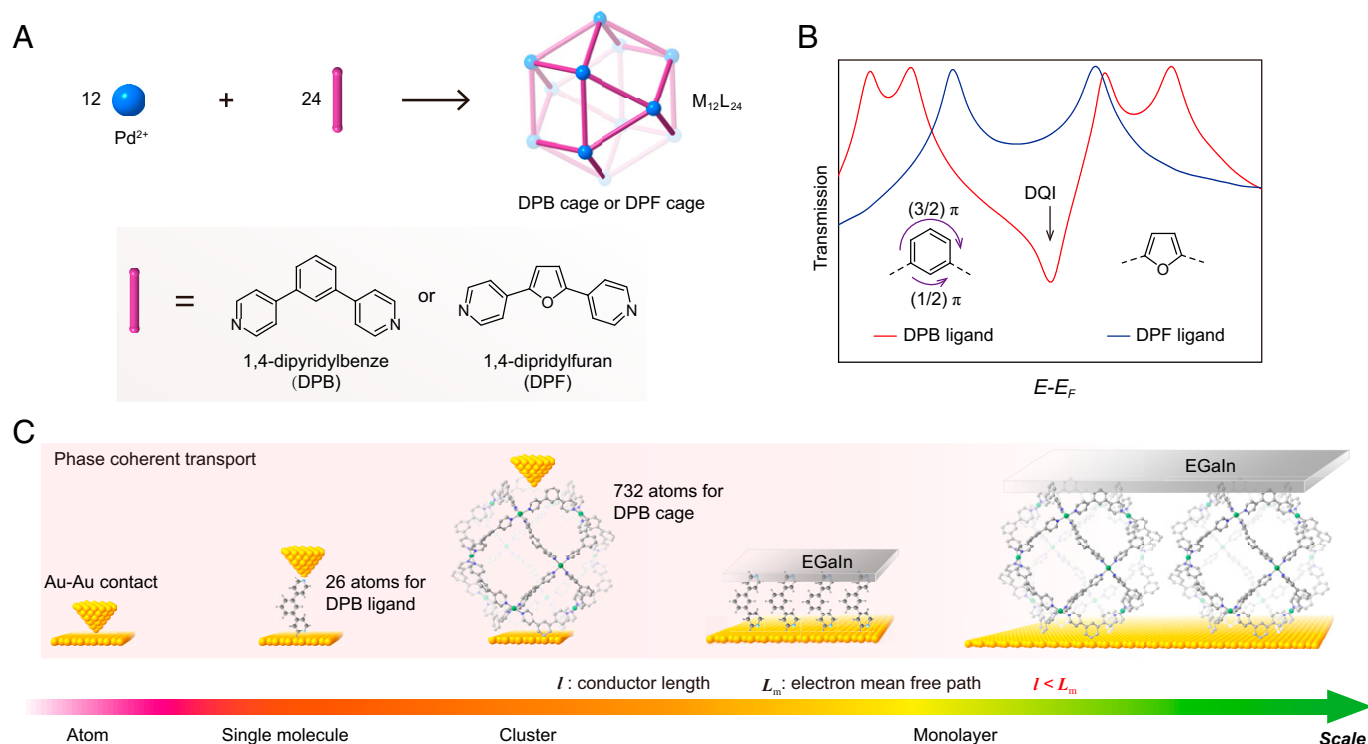 A
12
Pd²⁺
+
24
M₁₂L₂₄
DPB cage or DPF cage
=
N
N
or
N
O
N
1,4-dipyridylbenze
(DPB)
1,4-dipridylfuran
(DPF)
B
Transmission
(3/2) π
(1/2) π
DQI
O
DPB ligand
DPF ligand
E-E_F
C
Phase coherent transport
Au-Au contact
26 atoms for
DPB ligand
732 atoms for
DPB cage
EGaIn
EGaIn
l : conductor length
Lₘ: electron mean free path
l < Lₘ
Atom
Single molecule
Cluster
Monolayer
Scale